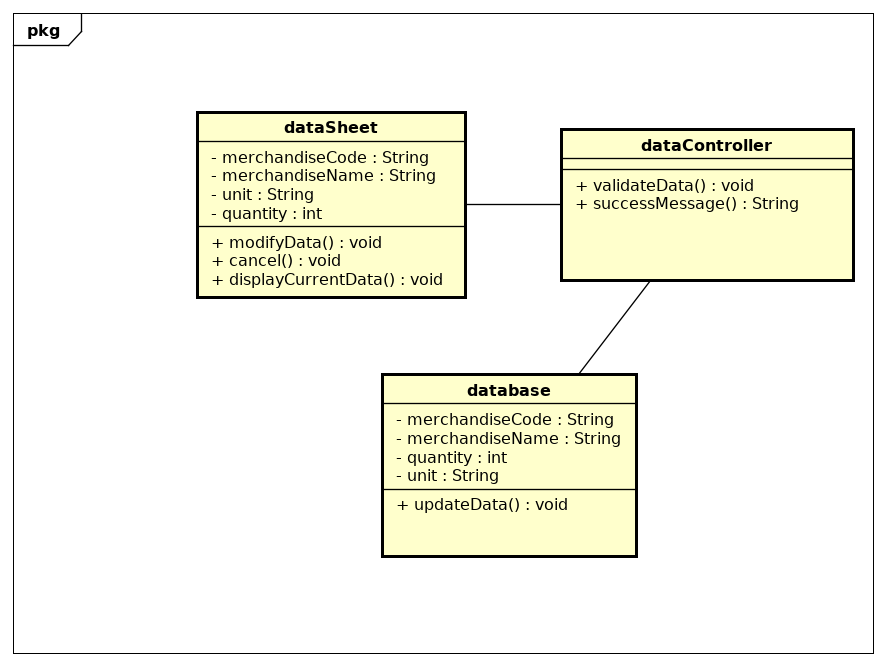 pkg
dataSheet
- merchandiseCode : String
- merchandiseName : String
- unit : String
- quantity : int
+ modifyData() : void
+ cancel() : void
+ displayCurrentData() : void
dataController
+ validateData() : void
+ successMessage() : String
database
- merchandiseCode : String
- merchandiseName : String
- quantity : int
- unit : String
+ updateData() : void